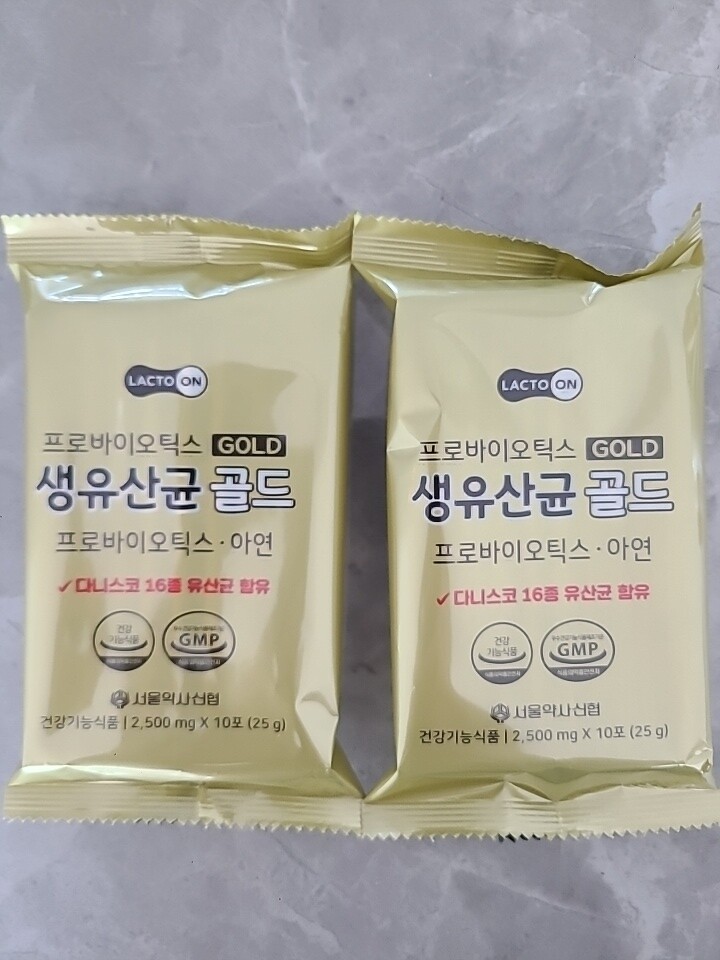 LACTO ON
프로바이오틱스 GOLD
생유산균 골드
프로바이오틱스·아연
✓ 다니스코 16종 유산균 함유
건강
기능식품
GMP
서울약사신협
건강기능식품 | 2,500 mg X 10포 (25 g)
LACTO ON
프로바이오틱스 GOLD
생유산균 골드
프로바이오틱스·아연
✓ 다니스코 16종 유산균 함유
건강
기능식품
GMP
서울약사신협
건강기능식품 | 2,500 mg X 10포 (25 g)